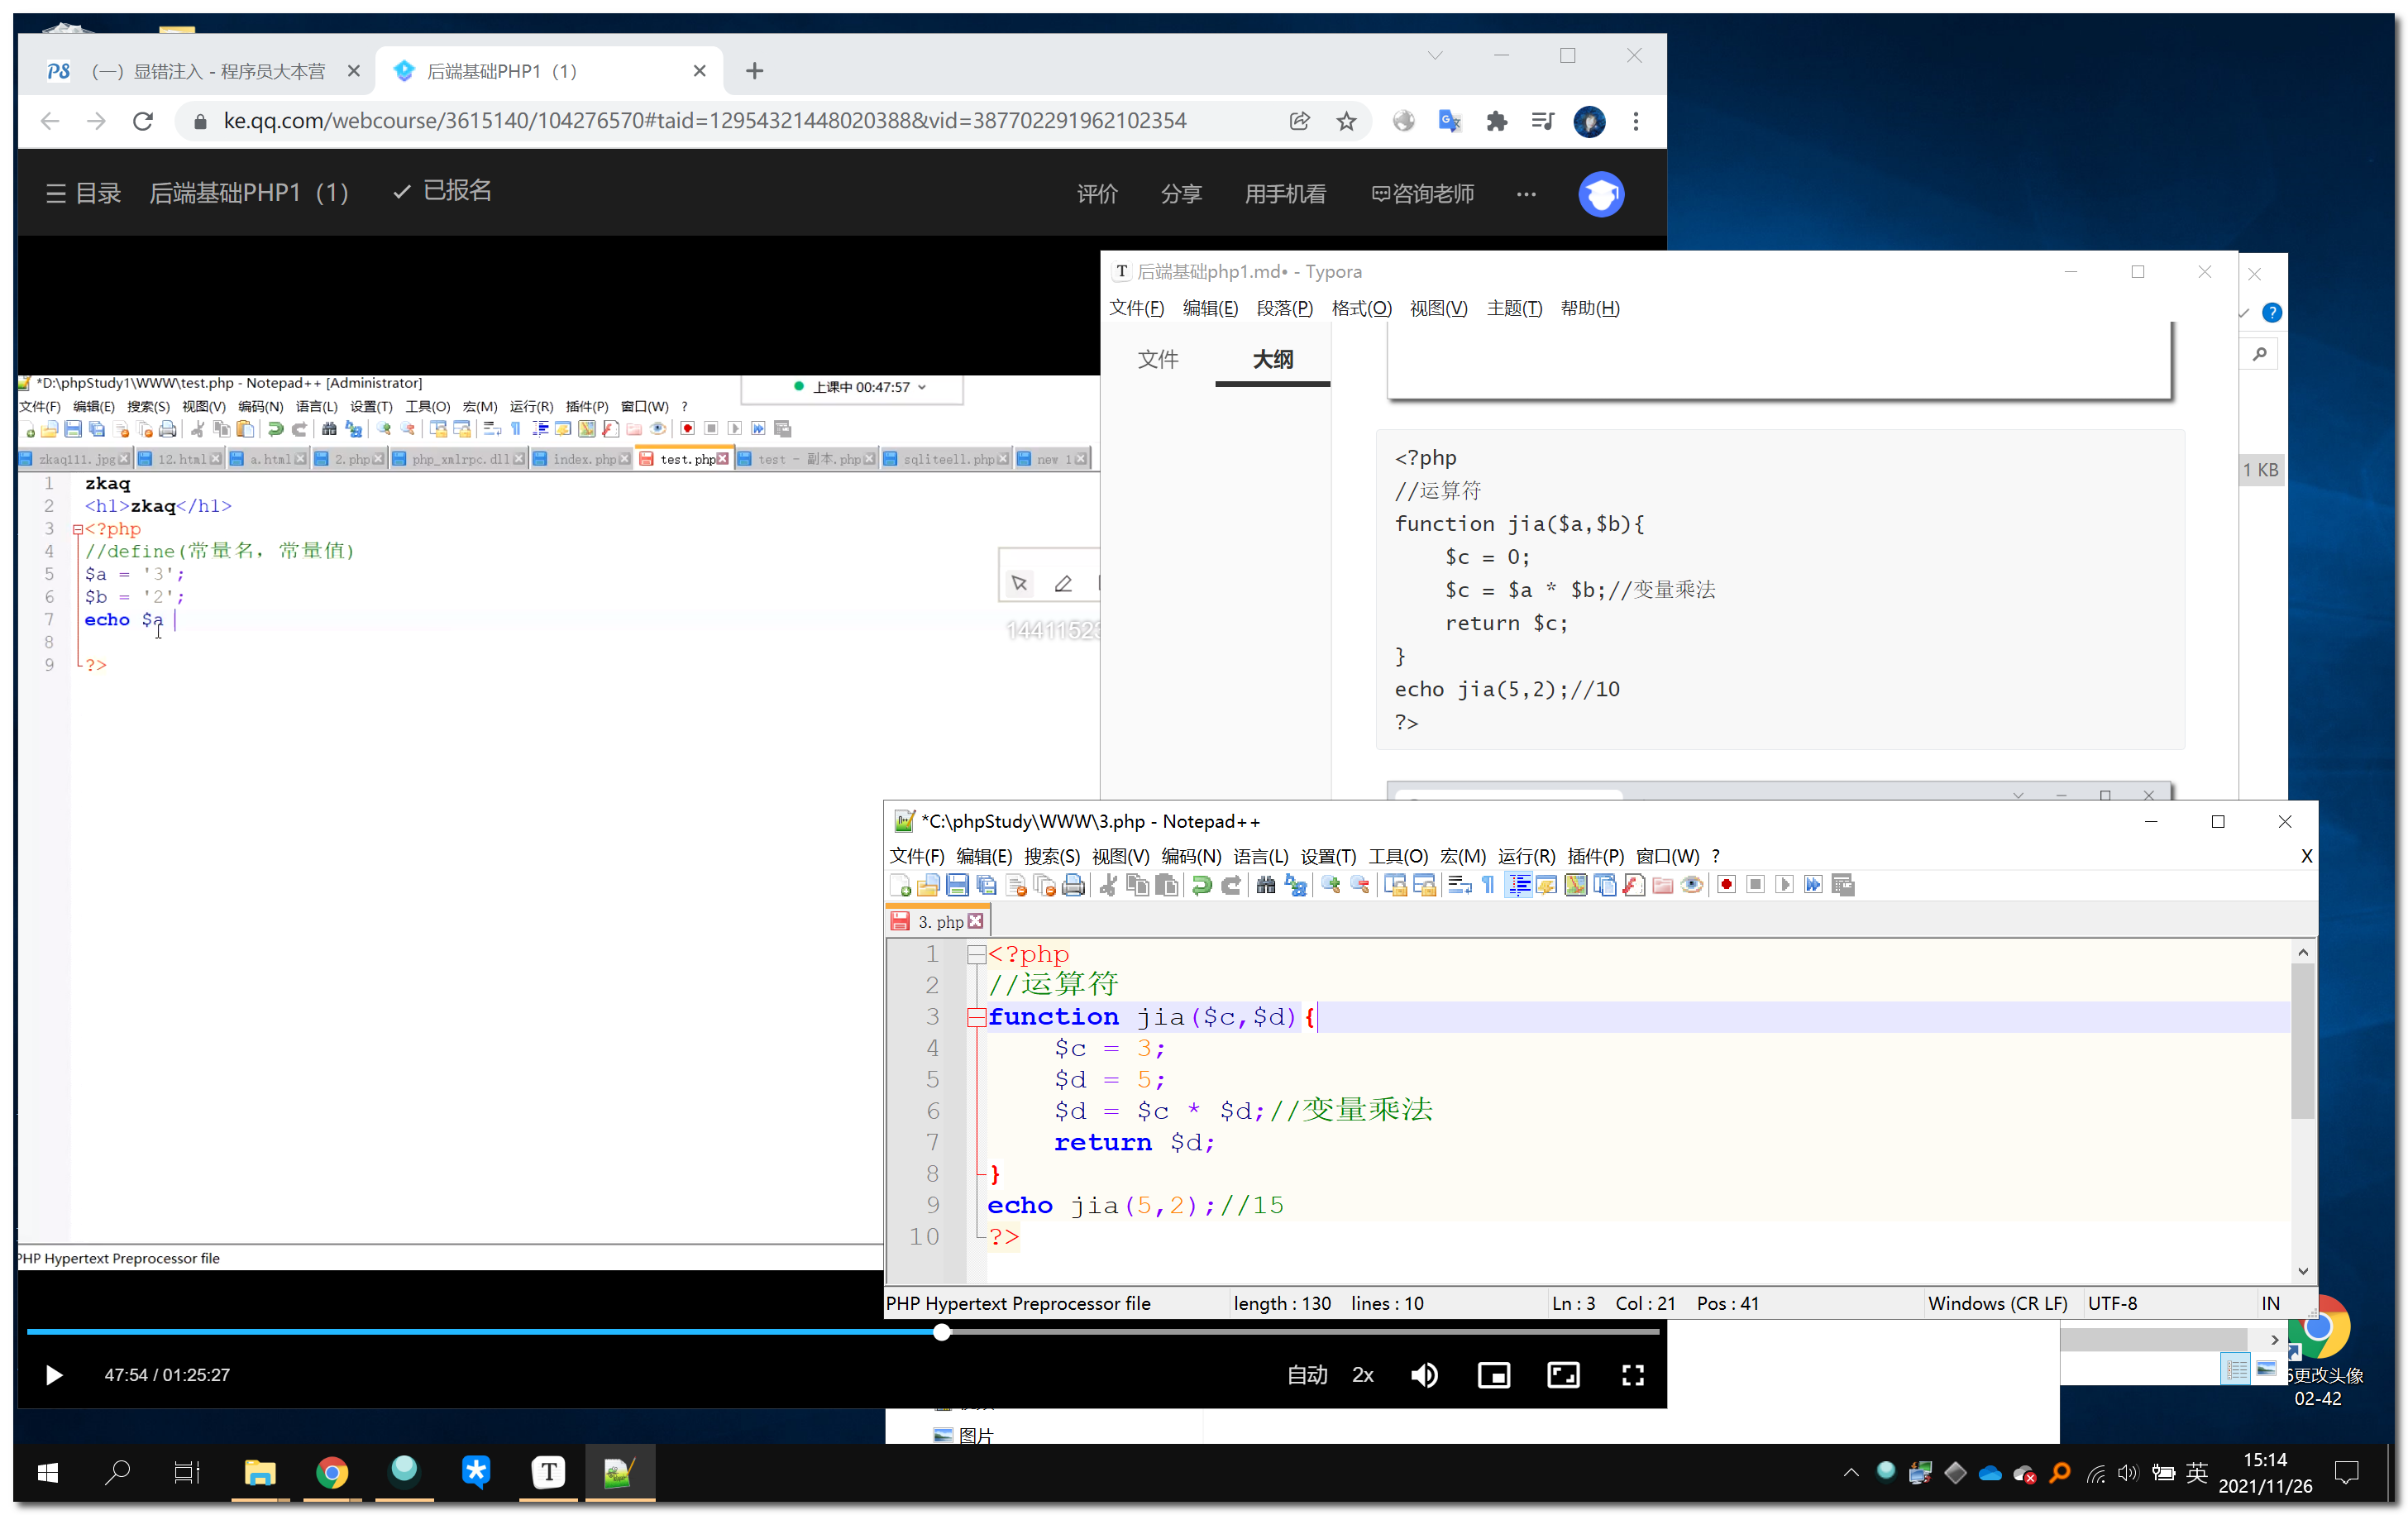 （一）显错注入 - 程序员大本营
后端基础PHP1（1）
ke.qq.com/webcourse/3615140/104276570#taid=12954321448020388&vid=387702291962102354
目录 后端基础PHP1（1） 已报名
评价 分享 用手机看 咨询老师
*D:\phpStudy1\WWW\test.php - Notepad++ [Administrator]
上课中 00:47:57
文件(F) 编辑(E) 搜索(S) 视图(V) 编码(N) 语言(L) 设置(T) 工具(O) 宏(M) 运行(R) 插件(P) 窗口(W) ?
zkaq111.jpg 12.html a.html 2.php php_xmlrpc.dll index.php test.php test - 副本.php sqlitee11.php new 1
1 zkaq
2 <h1>zkaq</h1>
3 <?php
4 //define(常量名, 常量值)
5 $a = '3';
6 $b = '2';
7 echo $a
8
9 ?>
PHP Hypertext Preprocessor file
47:54 / 01:25:27
自动 2x
后端基础php1.md• - Typora
文件(F) 编辑(E) 段落(P) 格式(O) 视图(V) 主题(T) 帮助(H)
文件 大纲
<?php
//运算符
function jia($a,$b){
$c = 0;
$c = $a * $b;//变量乘法
return $c;
}
echo jia(5,2);//10
?>
1 KB
*C:\phpStudy\WWW\3.php - Notepad++
文件(F) 编辑(E) 搜索(S) 视图(V) 编码(N) 语言(L) 设置(T) 工具(O) 宏(M) 运行(R) 插件(P) 窗口(W) ?
X
3.php
1 <?php
2 //运算符
3 function jia($c,$d){
4 $c = 3;
5 $d = 5;
6 $d = $c * $d;//变量乘法
7 return $d;
8 }
9 echo jia(5,2);//15
10 ?>
PHP Hypertext Preprocessor file length : 130 lines : 10 Ln : 3 Col : 21 Pos : 41 Windows (CR LF) UTF-8 IN
更改头像
02-42
图片
英
15:14
2021/11/26